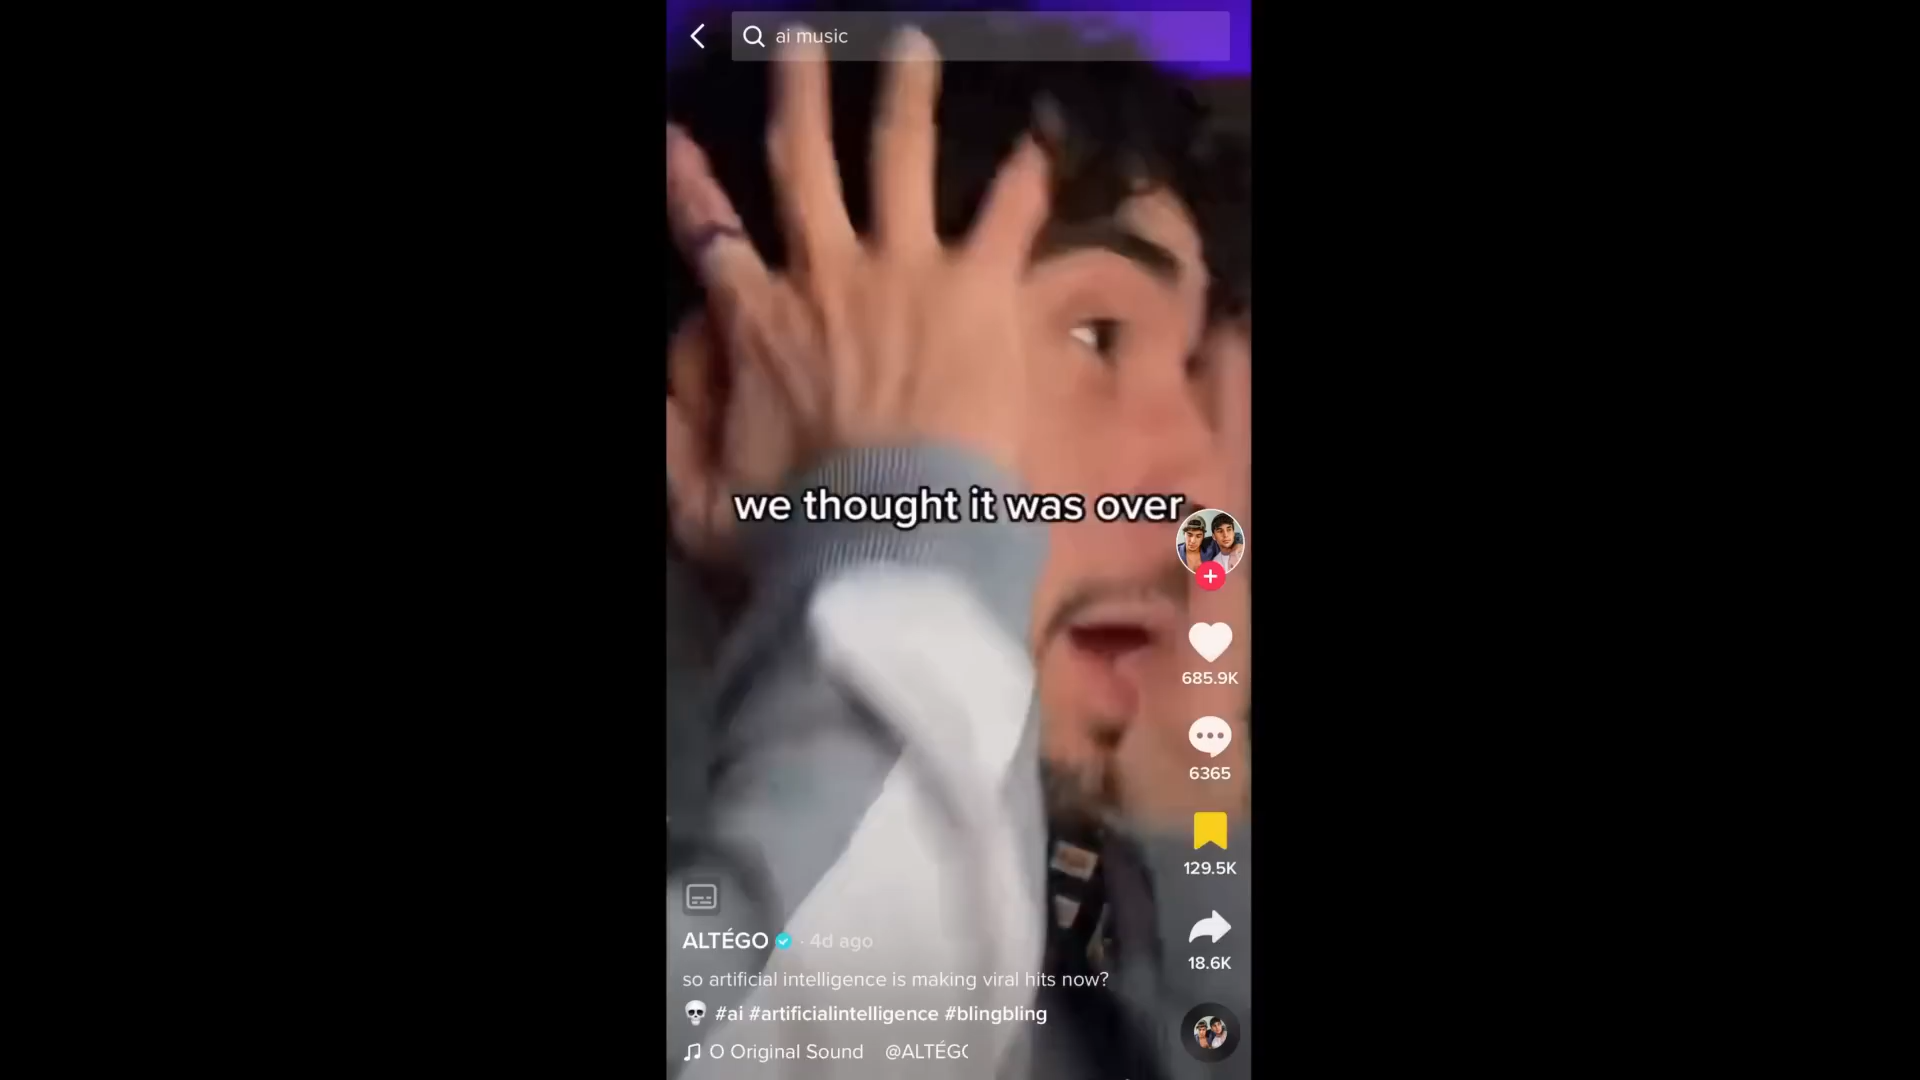 ai music
we thought it was over
685.9K
6365
129.5K
18.6K
ALTÉGO · 4d ago
so artificial intelligence is making viral hits now?
💀 #ai #artificialintelligence #blingbling
O Original Sound @ALTÉGO